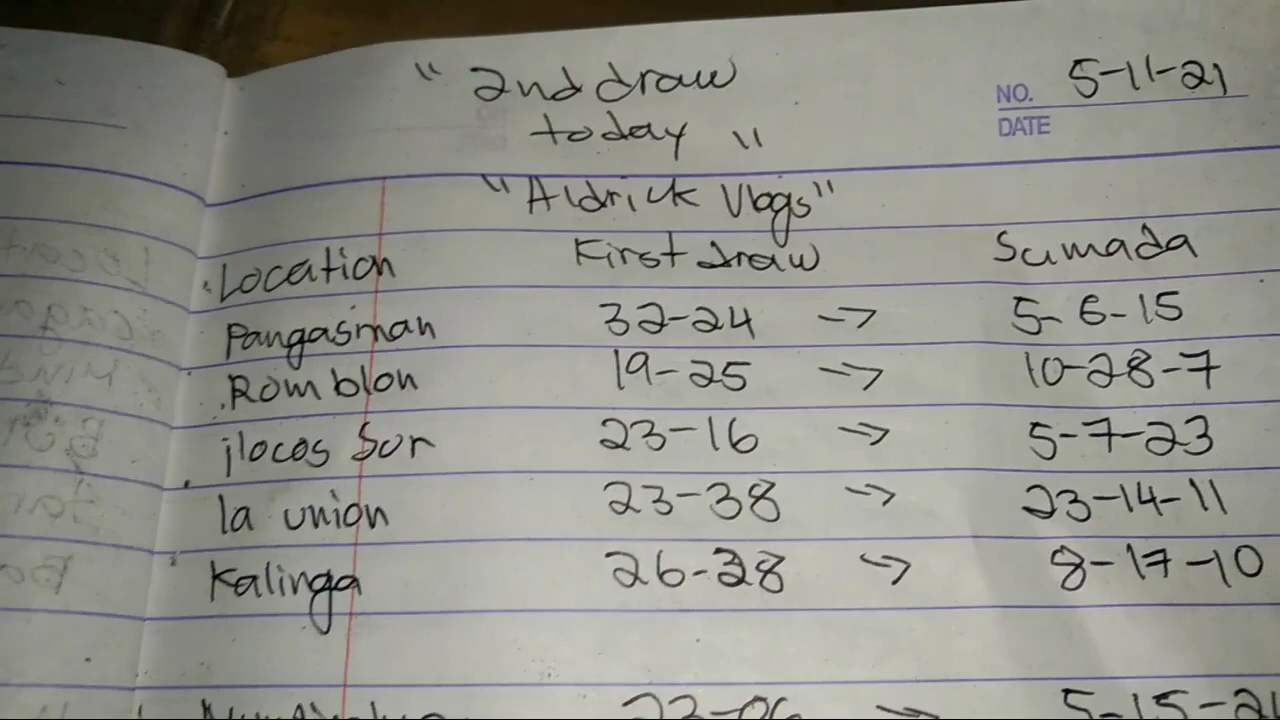 "2nd draw
today"
NO. 5-11-21
DATE
"Aldrick Vlogs"
Location First draw Sumada
Pangasinan 32-24 → 5-6-15
Romblon 19-25 → 10-28-7
ilocos Sur 23-16 → 5-7-23
la union 23-38 → 23-14-11
Kalinga 26-28 → 8-17-10